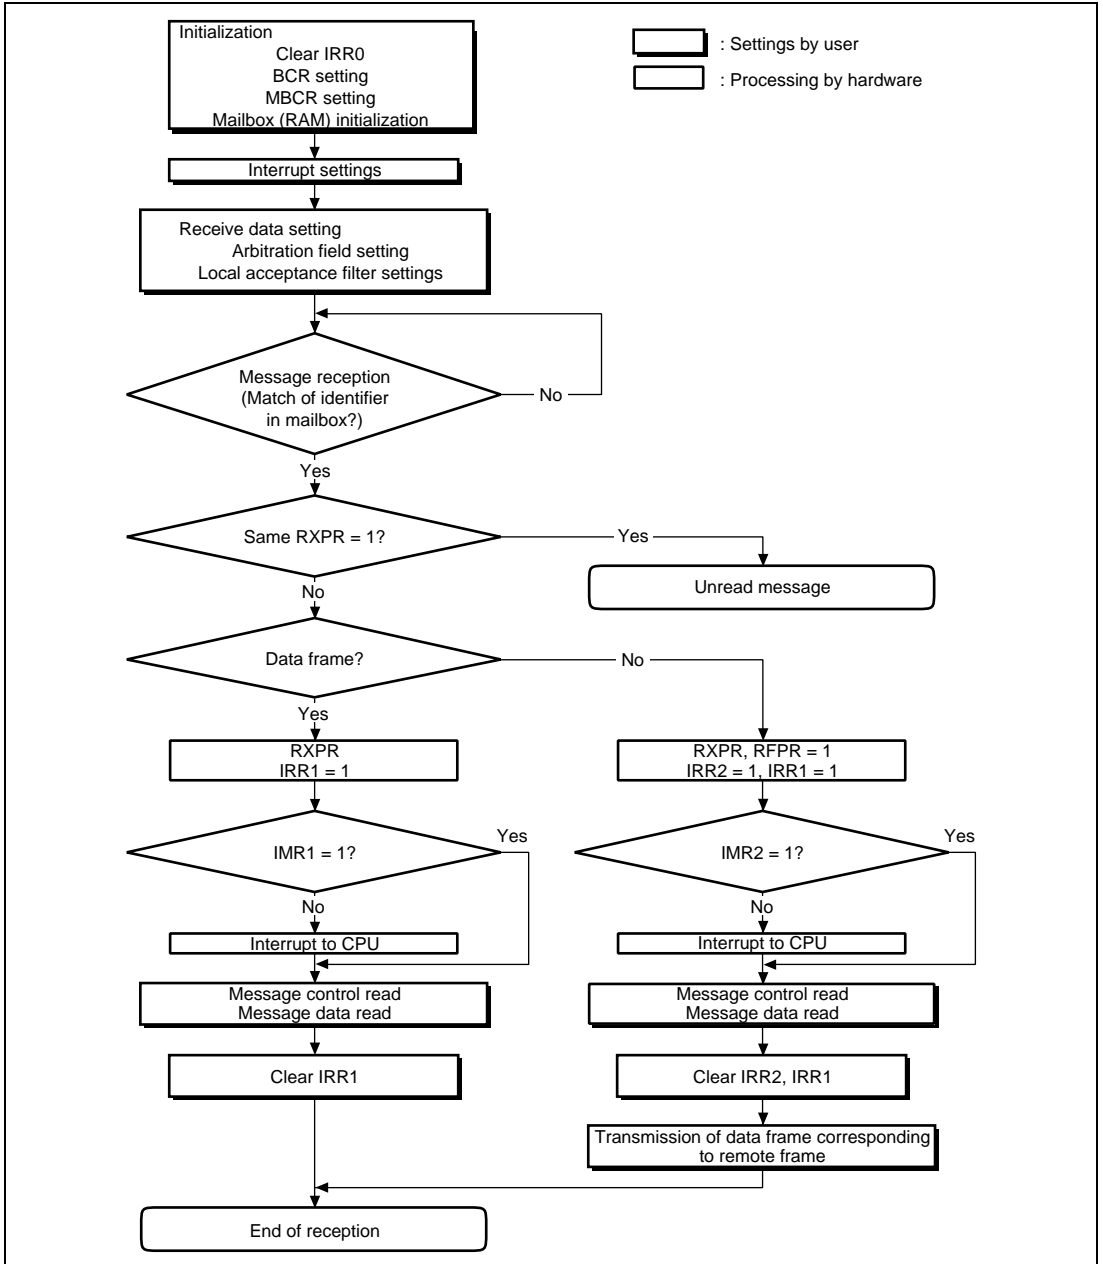 Initialization
Clear IRR0
BCR setting
MBCR setting
Mailbox (RAM) initialization
: Settings by user
: Processing by hardware
Interrupt settings
Receive data setting
Arbitration field setting
Local acceptance filter settings
Message reception
(Match of identifier
in mailbox?)
No
Yes
Same RXPR = 1?
Yes
Unread message
No
Data frame?
No
Yes
RXPR
IRR1 = 1
RXPR, RFPR = 1
IRR2 = 1, IRR1 = 1
IMR1 = 1?
Yes
IMR2 = 1?
Yes
No
No
Interrupt to CPU
Interrupt to CPU
Message control read
Message data read
Message control read
Message data read
Clear IRR1
Clear IRR2, IRR1
Transmission of data frame corresponding
to remote frame
End of reception